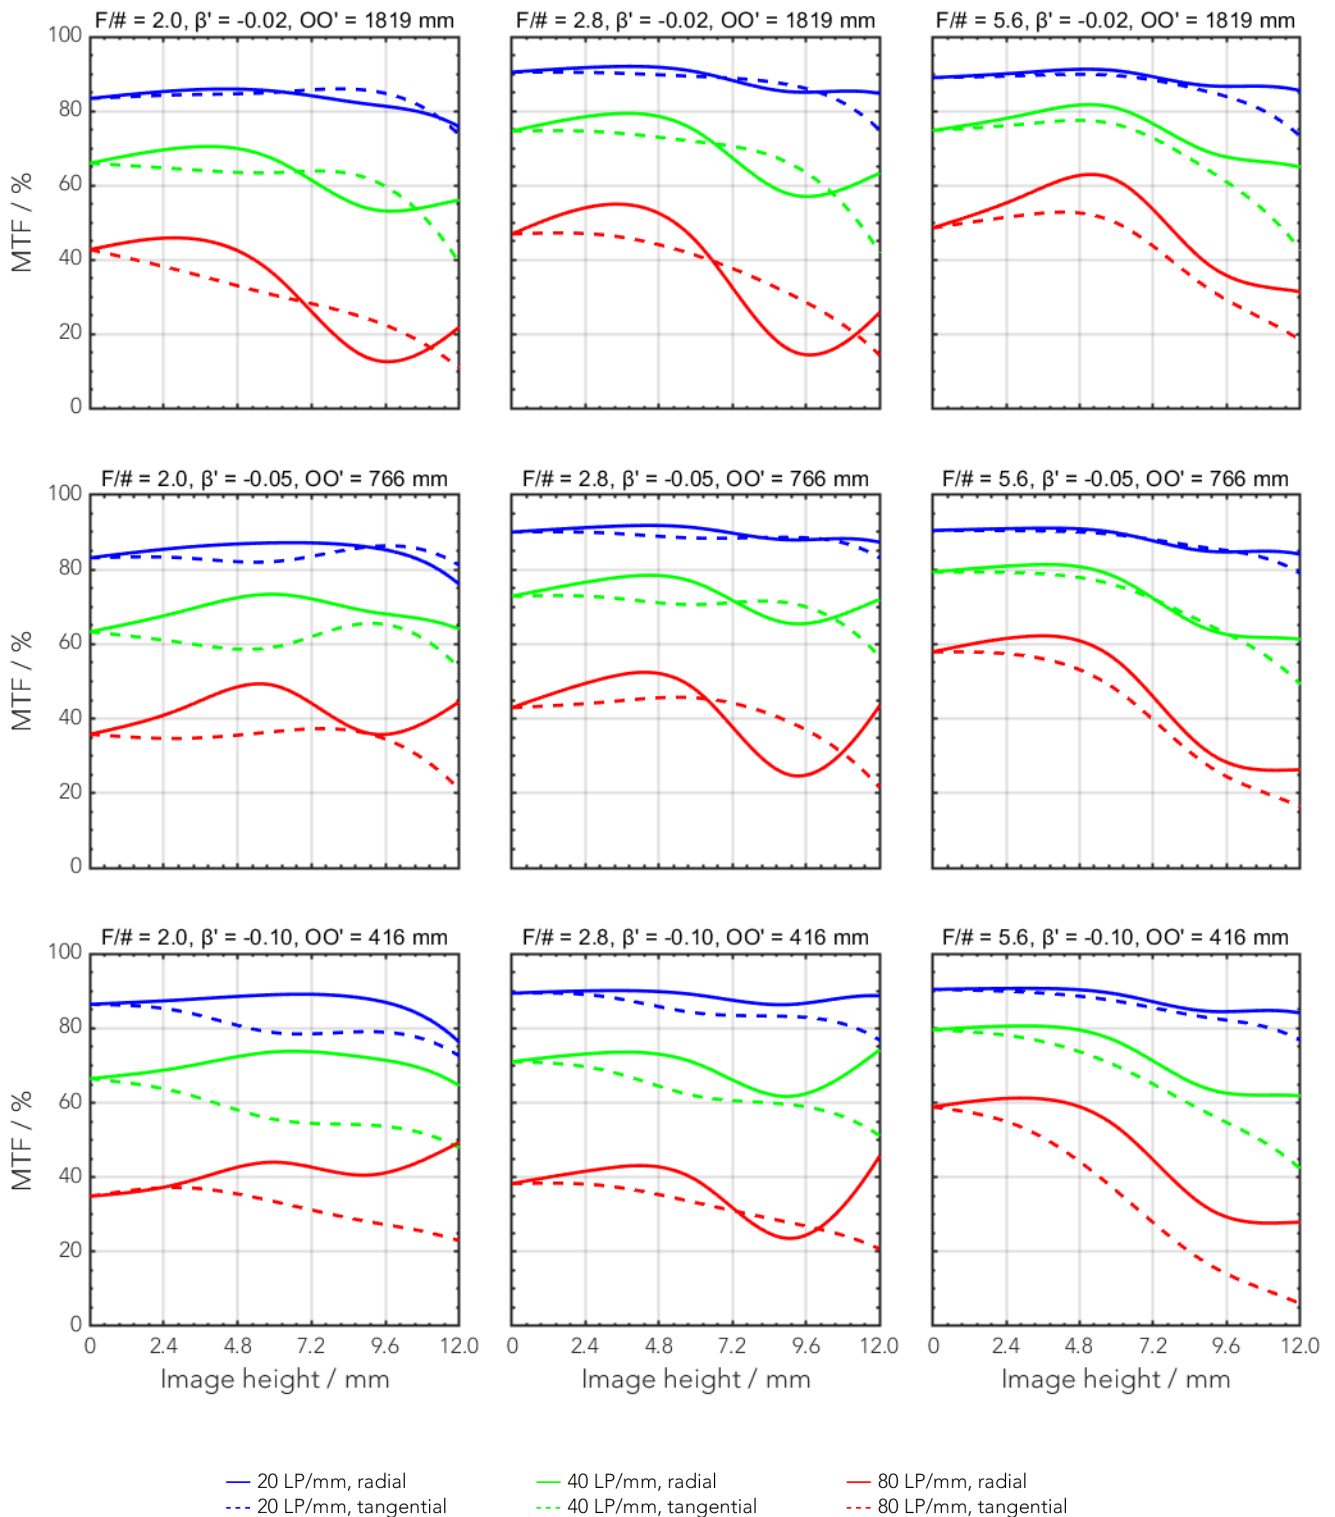 F/# = 2.0, β' = -0.02, OO' = 1819 mm
F/# = 2.8, β' = -0.02, OO' = 1819 mm
F/# = 5.6, β' = -0.02, OO' = 1819 mm
100
80
60
40
20
0
MTF / %
F/# = 2.0, β' = -0.05, OO' = 766 mm
F/# = 2.8, β' = -0.05, OO' = 766 mm
F/# = 5.6, β' = -0.05, OO' = 766 mm
100
80
60
40
20
0
MTF / %
F/# = 2.0, β' = -0.10, OO' = 416 mm
F/# = 2.8, β' = -0.10, OO' = 416 mm
F/# = 5.6, β' = -0.10, OO' = 416 mm
100
80
60
40
20
0
MTF / %
0 2.4 4.8 7.2 9.6 12.0
0 2.4 4.8 7.2 9.6 12.0
0 2.4 4.8 7.2 9.6 12.0
Image height / mm
Image height / mm
Image height / mm
20 LP/mm, radial
20 LP/mm, tangential
40 LP/mm, radial
40 LP/mm, tangential
80 LP/mm, radial
80 LP/mm, tangential